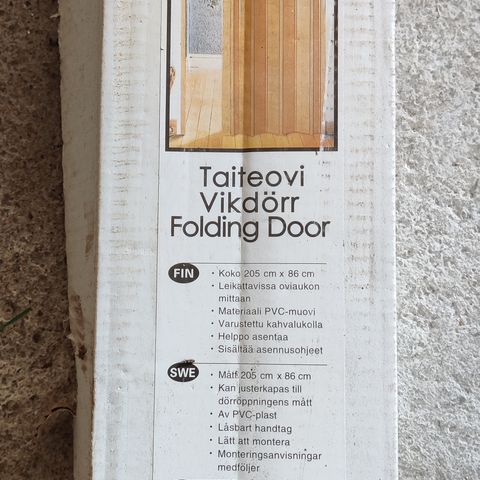 Taiteovi
Vikdörr
Folding Door
FIN
• Koko 205 cm x 86 cm
• Leikattavissa oviaukon
mittaan
• Materiaali PVC-muovi
• Varustettu kahvalukolla
• Helppo asentaa
• Sisältää asennusohjeet
SWE
• Mått 205 cm x 86 cm
• Kan justerkapas till
dörröppningens mått
• Av PVC-plast
• Låsbart handtag
• Lätt att montera
• Monteringsanvisningar
medföljer